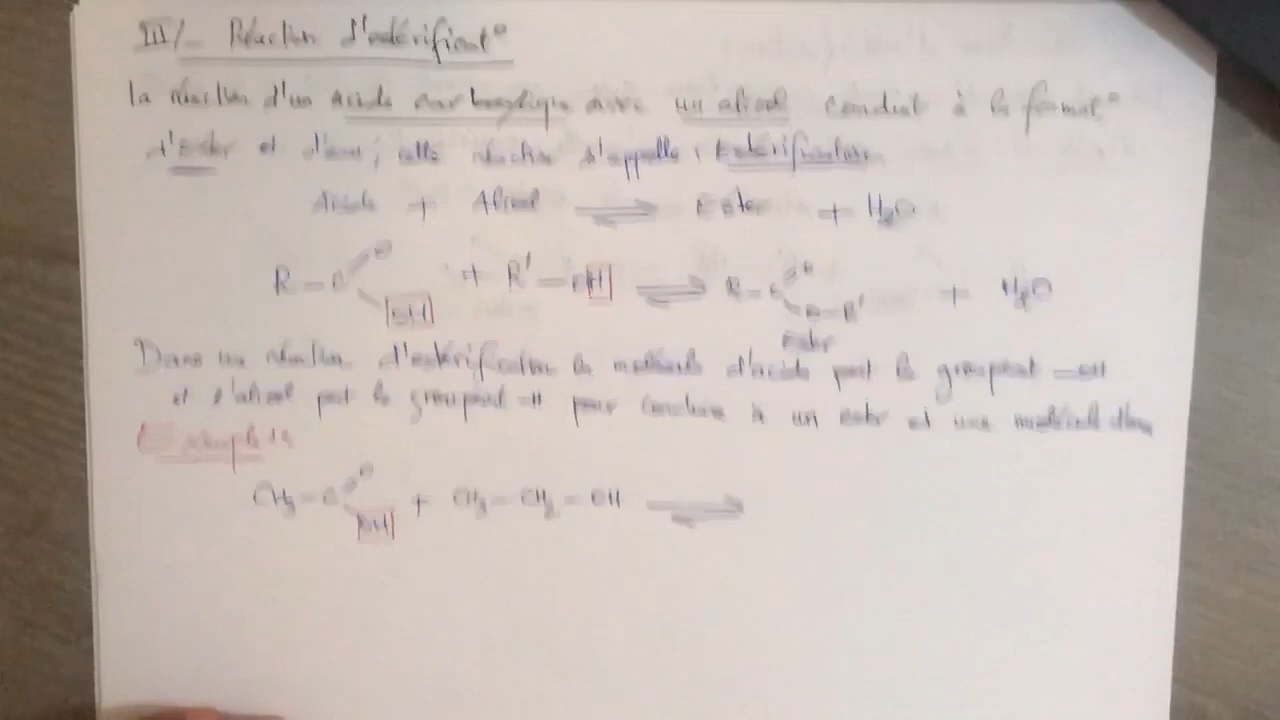 III/- Réaction d'estérificat°
la réaction d'un Acide carboxylique avec un alcool conduit à la format°
d'Ester et d'eau ; cette réaction s'appelle : Estérification
Acide + Alcool ⇌ Ester + H₂O
R - C O OH + R' - OH ⇌ R - C O O - R' + H₂O
Ester
Dans une réaction d'estérification la molécule d'acide perd le groupement -OH
et l'alcool perd le groupement -H pour conduire à un ester et une molécule d'eau
Exemple 1
CH₃ - C O OH + CH₃ - CH₂ - OH ⇌